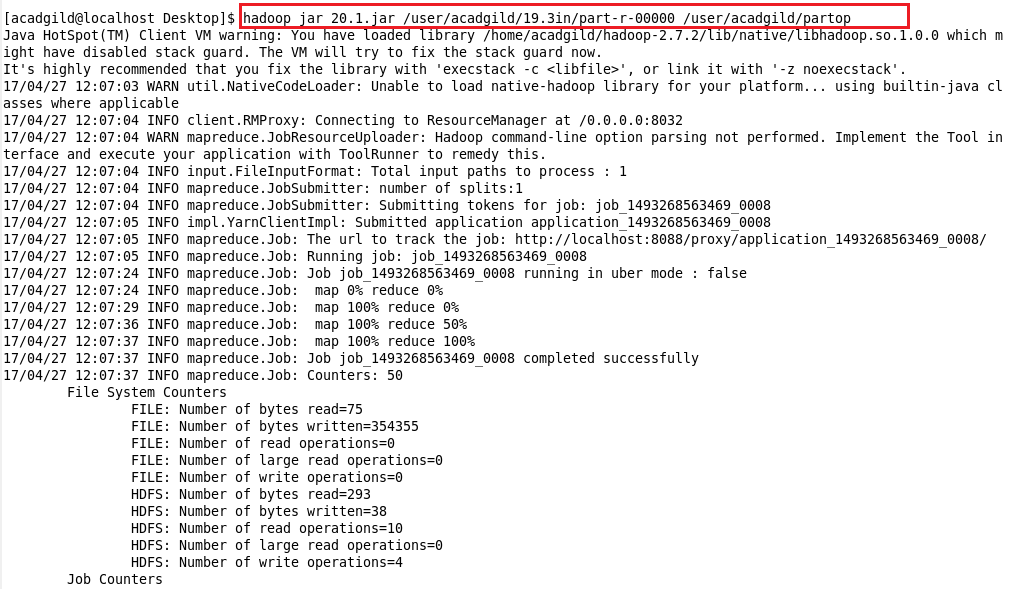 [acadgild@localhost Desktop]$ hadoop jar 20.1.jar /user/acadgild/19.3in/part-r-00000 /user/acadgild/partop
Java HotSpot(TM) Client VM warning: You have loaded library /home/acadgild/hadoop-2.7.2/lib/native/libhadoop.so.1.0.0 which m
ight have disabled stack guard. The VM will try to fix the stack guard now.
It's highly recommended that you fix the library with 'execstack -c <libfile>', or link it with '-z noexecstack'.
17/04/27 12:07:03 WARN util.NativeCodeLoader: Unable to load native-hadoop library for your platform... using builtin-java cl
asses where applicable
17/04/27 12:07:04 INFO client.RMProxy: Connecting to ResourceManager at /0.0.0.0:8032
17/04/27 12:07:04 WARN mapreduce.JobResourceUploader: Hadoop command-line option parsing not performed. Implement the Tool in
terface and execute your application with ToolRunner to remedy this.
17/04/27 12:07:04 INFO input.FileInputFormat: Total input paths to process : 1
17/04/27 12:07:04 INFO mapreduce.JobSubmitter: number of splits:1
17/04/27 12:07:04 INFO mapreduce.JobSubmitter: Submitting tokens for job: job_1493268563469_0008
17/04/27 12:07:05 INFO impl.YarnClientImpl: Submitted application application_1493268563469_0008
17/04/27 12:07:05 INFO mapreduce.Job: The url to track the job: http://localhost:8088/proxy/application_1493268563469_0008/
17/04/27 12:07:05 INFO mapreduce.Job: Running job: job_1493268563469_0008
17/04/27 12:07:24 INFO mapreduce.Job: Job job_1493268563469_0008 running in uber mode : false
17/04/27 12:07:24 INFO mapreduce.Job:  map 0% reduce 0%
17/04/27 12:07:29 INFO mapreduce.Job:  map 100% reduce 0%
17/04/27 12:07:36 INFO mapreduce.Job:  map 100% reduce 50%
17/04/27 12:07:37 INFO mapreduce.Job:  map 100% reduce 100%
17/04/27 12:07:37 INFO mapreduce.Job: Job job_1493268563469_0008 completed successfully
17/04/27 12:07:37 INFO mapreduce.Job: Counters: 50
File System Counters
FILE: Number of bytes read=75
FILE: Number of bytes written=354355
FILE: Number of read operations=0
FILE: Number of large read operations=0
FILE: Number of write operations=0
HDFS: Number of bytes read=293
HDFS: Number of bytes written=38
HDFS: Number of read operations=10
HDFS: Number of large read operations=0
HDFS: Number of write operations=4
Job Counters